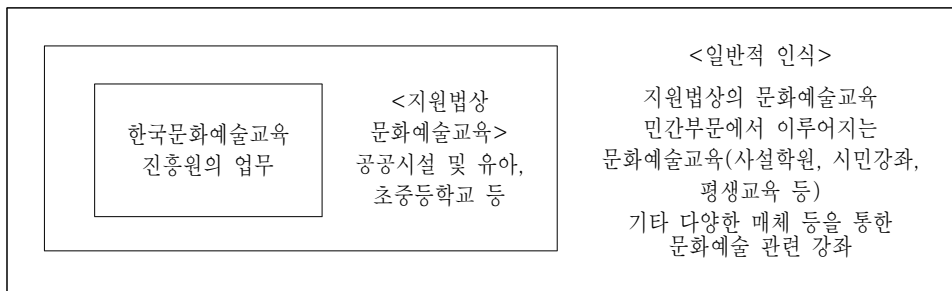 한국문화예술교육
진흥원의 업무
<지원법상
문화예술교육>
공공시설 및 유아,
초중등학교 등
<일반적 인식>
지원법상의 문화예술교육
민간부문에서 이루어지는
문화예술교육(사설학원, 시민강좌,
평생교육 등)
기타 다양한 매체 등을 통한
문화예술 관련 강좌